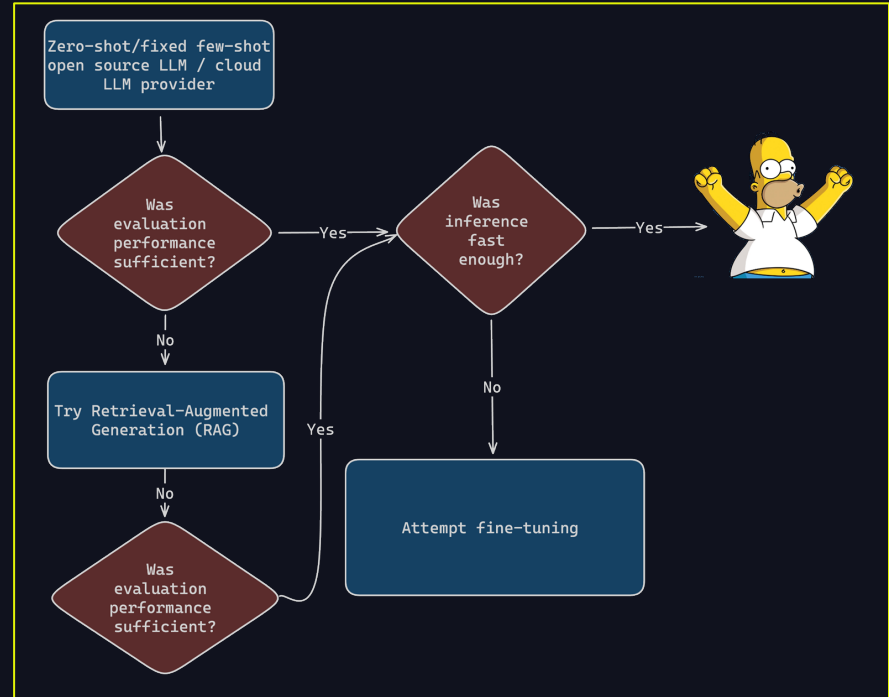 Zero-shot/fixed few-shot
open source LLM / cloud
LLM provider
Was
evaluation
performance
sufficient?
Yes
Was
inference
fast
enough?
Yes
No
Try Retrieval-Augmented
Generation (RAG)
No
Yes
No
Attempt fine-tuning
Was
evaluation
performance
sufficient?